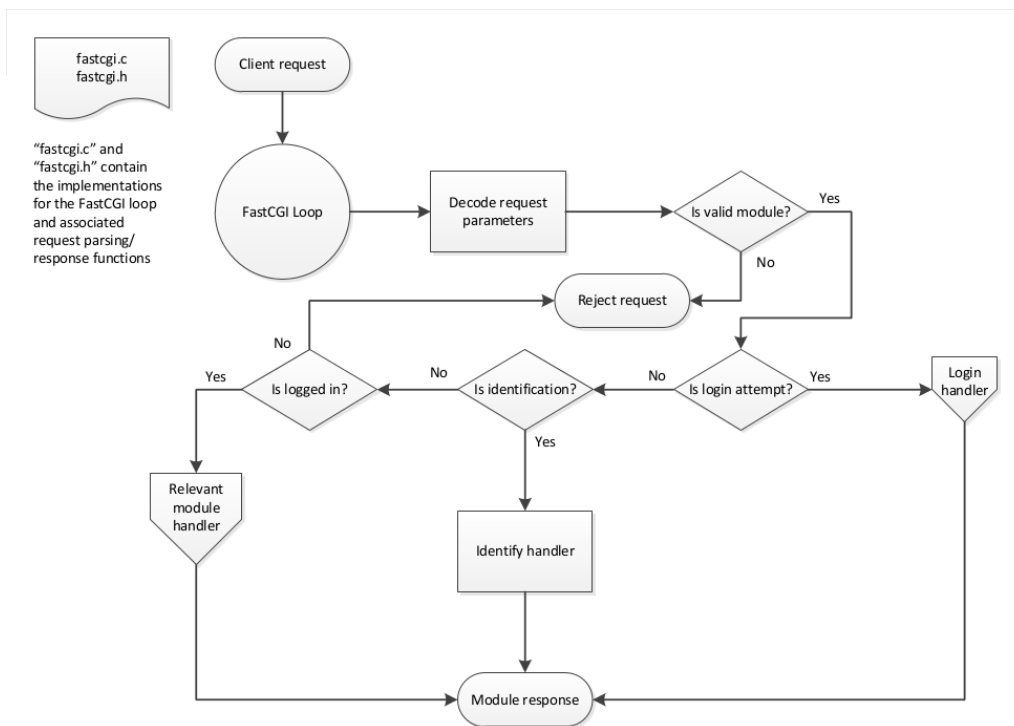 fastcgi.c
fastcgi.h
Client request
"fastcgi.c" and
"fastcgi.h" contain
the implementations
for the FastCGI loop
and associated
request parsing/
response functions
FastCGI Loop
Decode request
parameters
Is valid module?
Yes
No
Reject request
No
Yes
Is logged in?
No
Is identification?
No
Is login attempt?
Yes
Login
handler
Yes
Relevant
module
handler
Identify handler
Module response